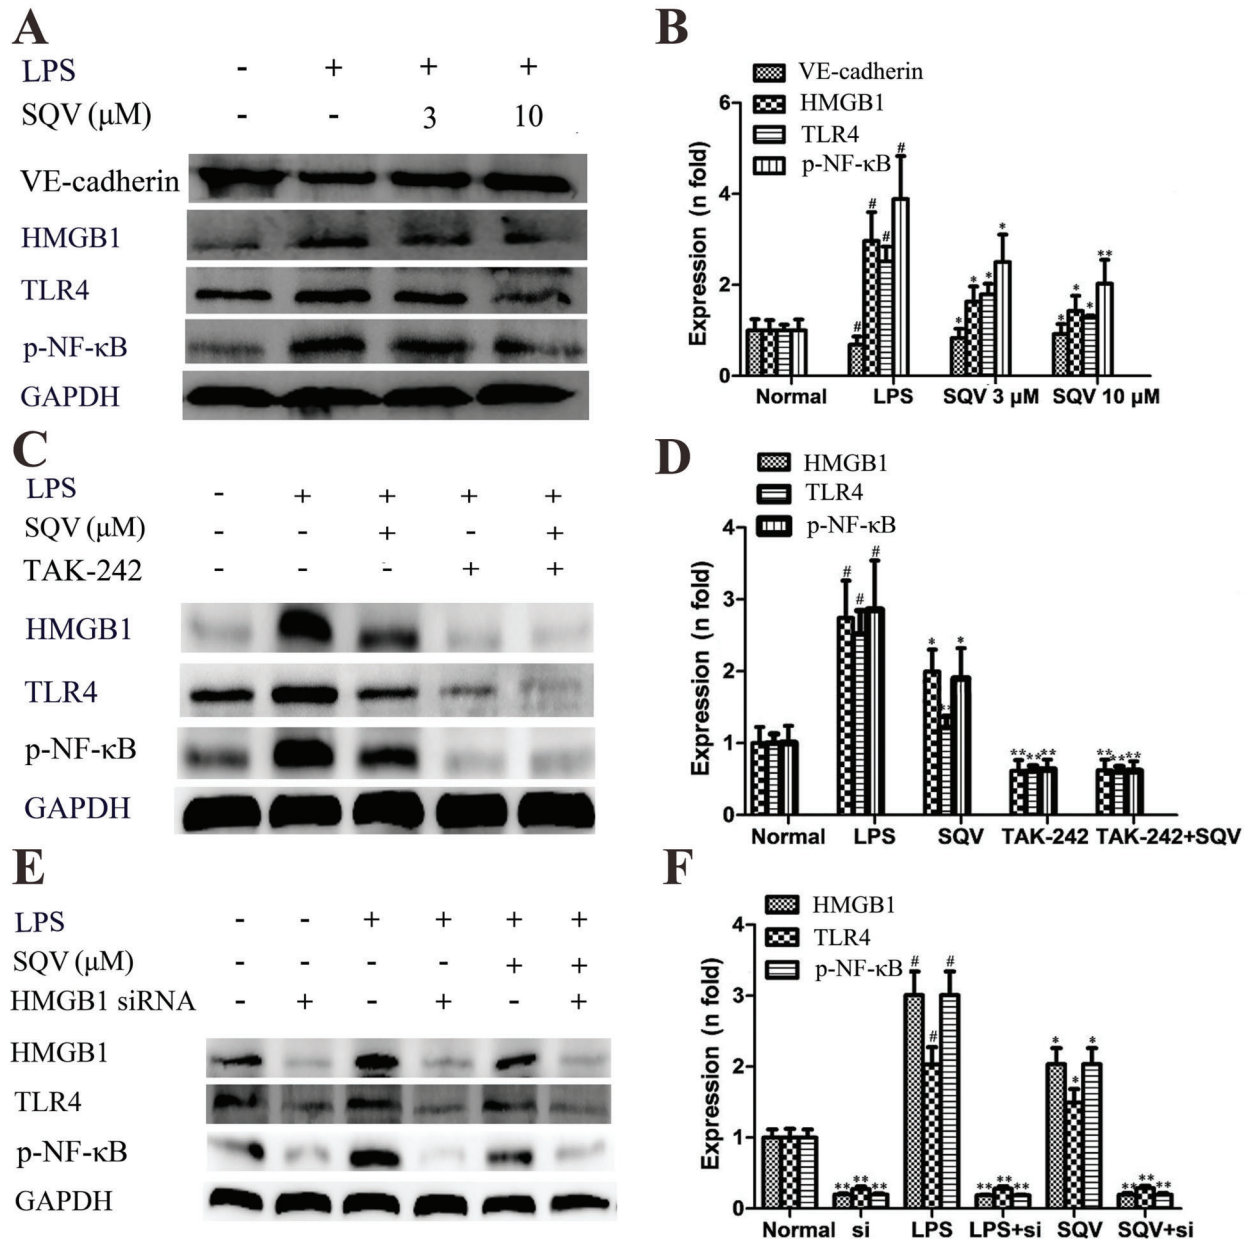 A
LPS - + + +
SQV (μM) - - 3 10
VE-cadherin
HMGB1
TLR4
p-NF-κB
GAPDH
B
VE-cadherin
HMGB1
TLR4
p-NF-κB
Expression (n fold)
6
4
2
0
# # # #
* * * *
* * * **
Normal LPS SQV 3 μM SQV 10 μM
C
LPS - + + + +
SQV (μM) - - + - +
TAK-242 - - - + +
HMGB1
TLR4
p-NF-κB
GAPDH
D
HMGB1
TLR4
p-NF-κB
Expression (n fold)
4
3
2
1
0
# # #
* ** *
** ** **
** ** **
Normal LPS SQV TAK-242 TAK-242+SQV
E
LPS - - + + + +
SQV (μM) - - - - + +
HMGB1 siRNA - + - + - +
HMGB1
TLR4
p-NF-κB
GAPDH
F
HMGB1
TLR4
p-NF-κB
Expression (n fold)
4
3
2
1
0
** ** **
# # #
** ** **
* * *
** ** **
Normal si LPS LPS+si SQV SQV+si